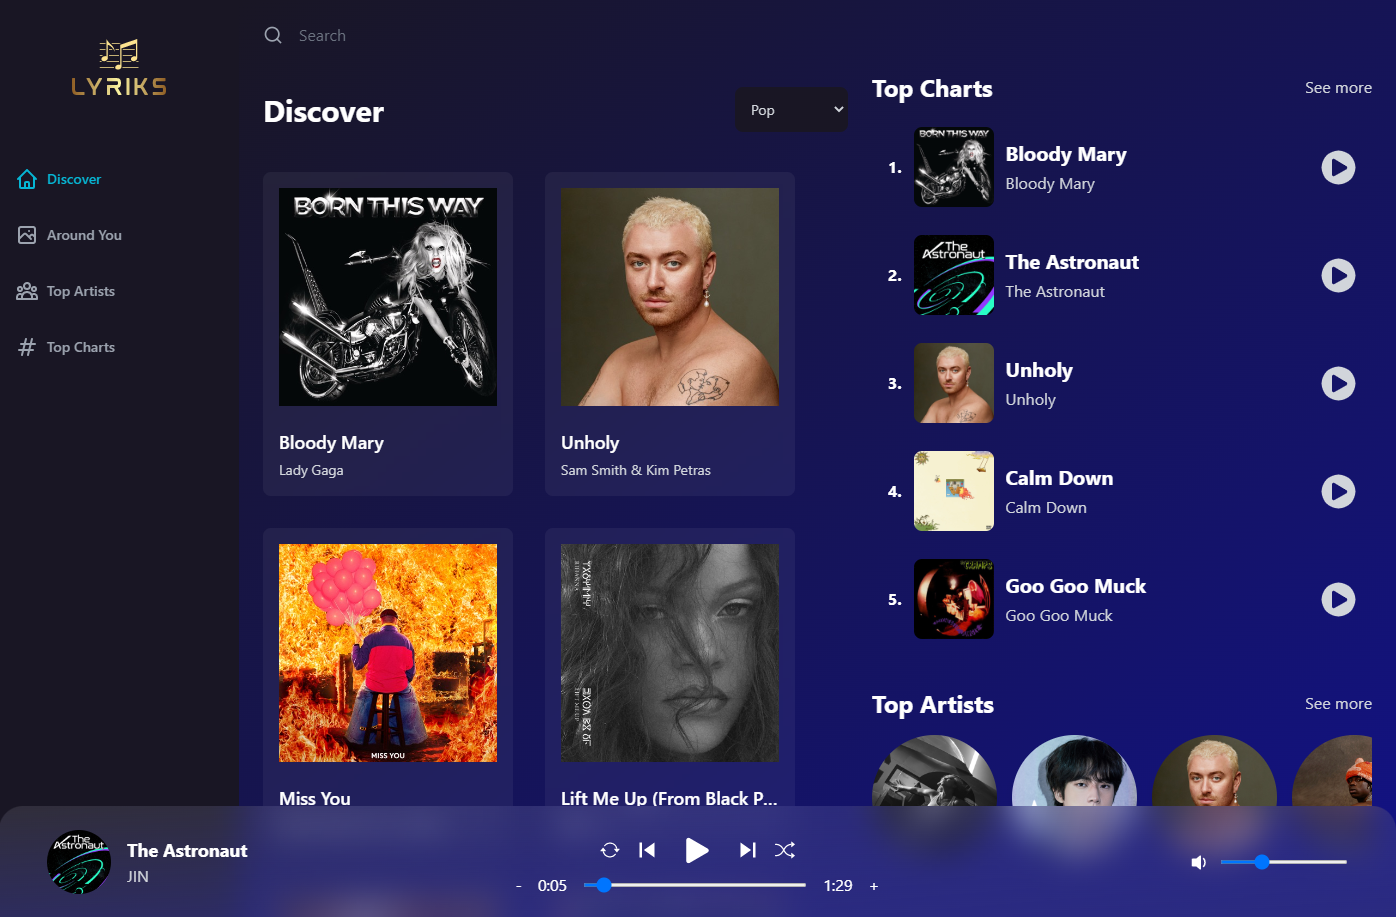 LYRIKS
Discover
Around You
Top Artists
Top Charts
Search
Discover
Pop
BORN THIS WAY
Bloody Mary
Lady Gaga
Unholy
Sam Smith & Kim Petras
MISS YOU
Miss You
Lift Me Up (From Black P...
Top Charts
See more
1.
BORN THIS WAY
Bloody Mary
Bloody Mary
2.
The
Astronaut
The Astronaut
The Astronaut
3.
Unholy
Unholy
4.
Calm Down
Calm Down
5.
Goo Goo Muck
Goo Goo Muck
Top Artists
See more
The
Astronaut
The Astronaut
JIN
- 0:05
1:29 +